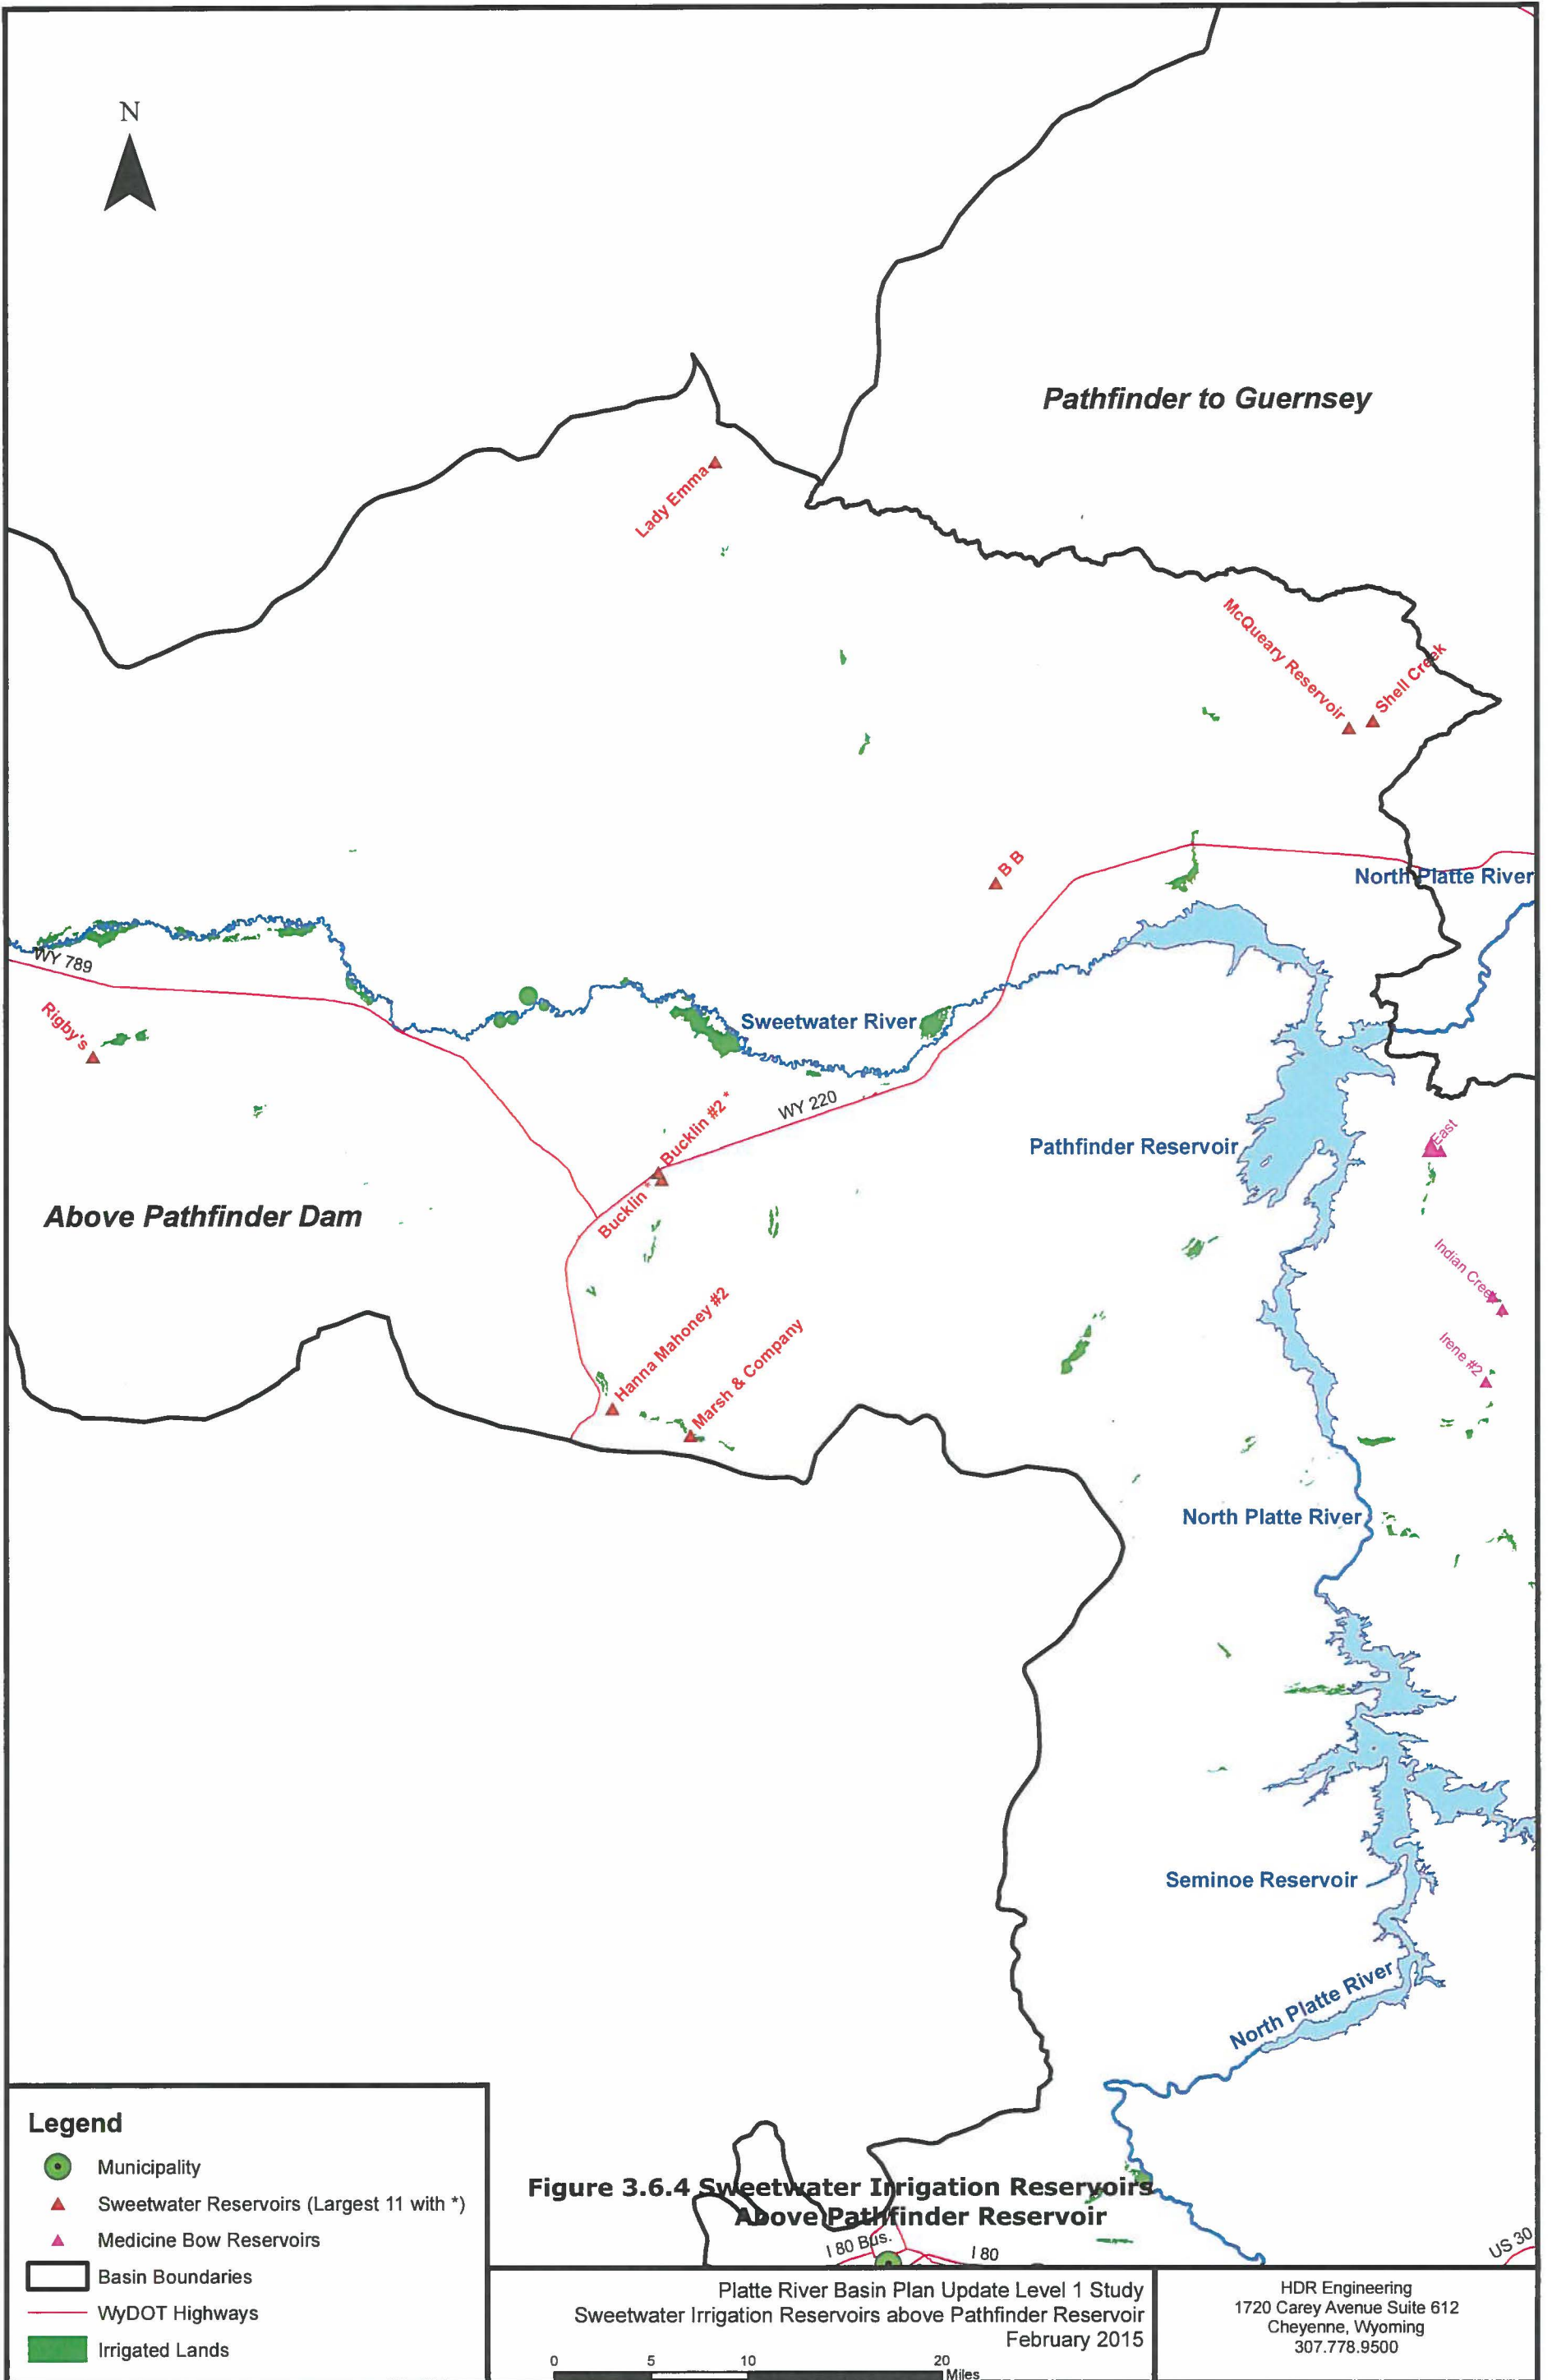 N
Pathfinder to Guernsey
Lady Emma
McQueary Reservoir
Shell Creek
B B
North Platte River
WY 789
Rigby's
Sweetwater River
WY 220
Bucklin #2 *
Bucklin *
Pathfinder Reservoir
East
Above Pathfinder Dam
Indian Creek
Hanna Mahoney #2
Marsh & Company
Irene #2
North Platte River
Seminoe Reservoir
North Platte River
Legend
Municipality
Sweetwater Reservoirs (Largest 11 with *)
Medicine Bow Reservoirs
Basin Boundaries
WyDOT Highways
Irrigated Lands
Figure 3.6.4 Sweetwater Irrigation Reservoirs
Above Pathfinder Reservoir
I 80 Bus.
I 80
US 30
Platte River Basin Plan Update Level 1 Study
Sweetwater Irrigation Reservoirs above Pathfinder Reservoir
February 2015
0 5 10 20
Miles
HDR Engineering
1720 Carey Avenue Suite 612
Cheyenne, Wyoming
307.778.9500